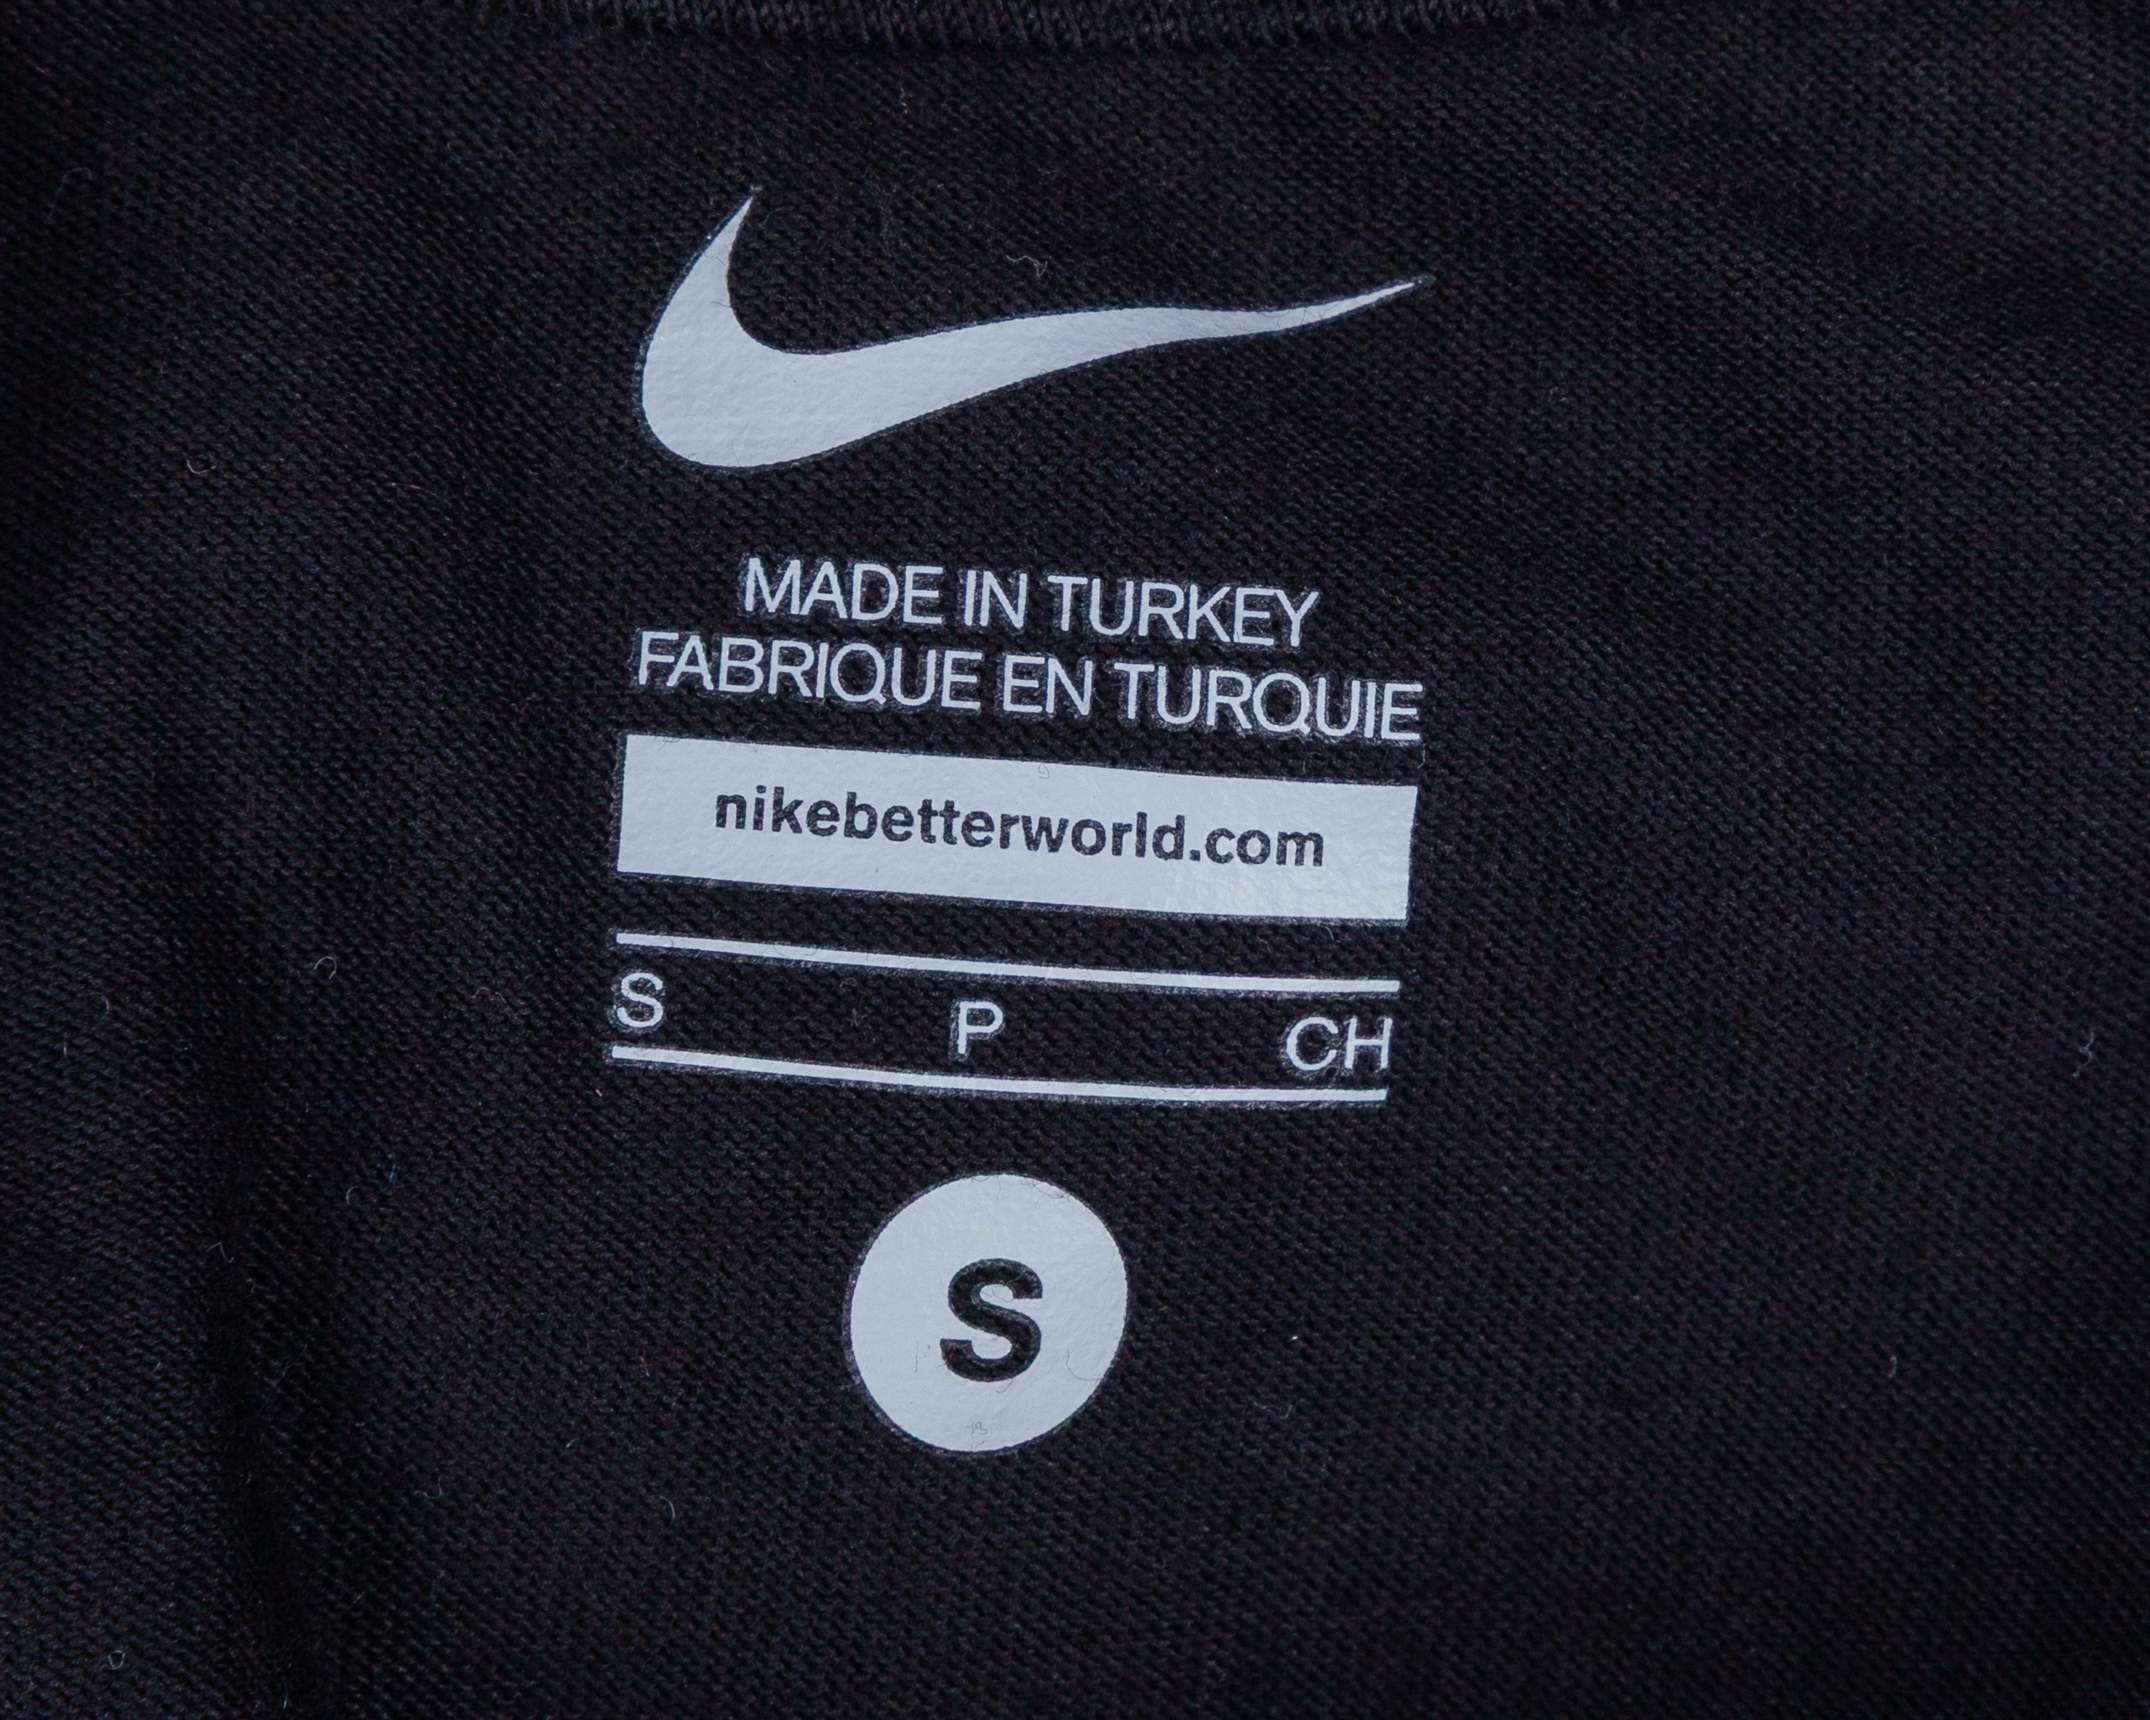 MADE IN TURKEY
FABRIQUE EN TURQUIE
nikebetterworld.com
S P CH
S